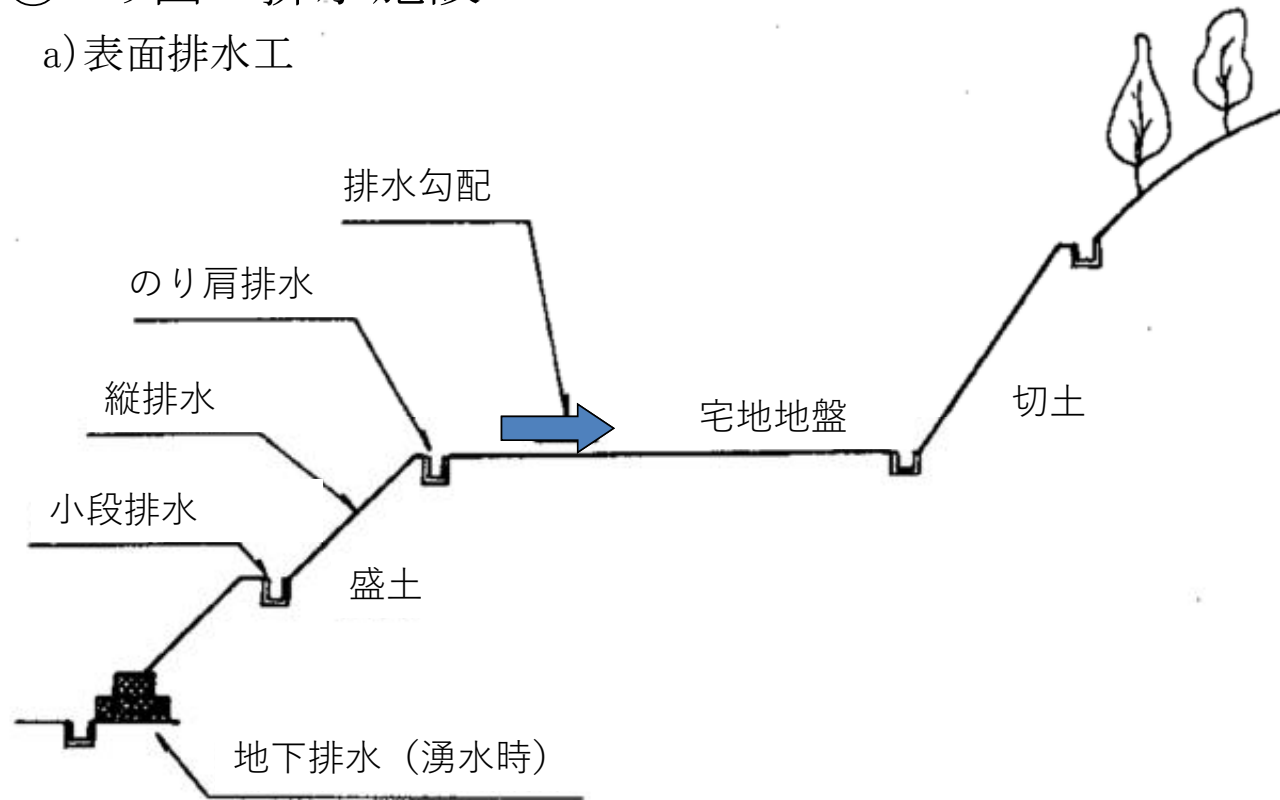 a)表面排水工
排水勾配
のり肩排水
縦排水
宅地地盤
切土
小段排水
盛土
地下排水（湧水時）